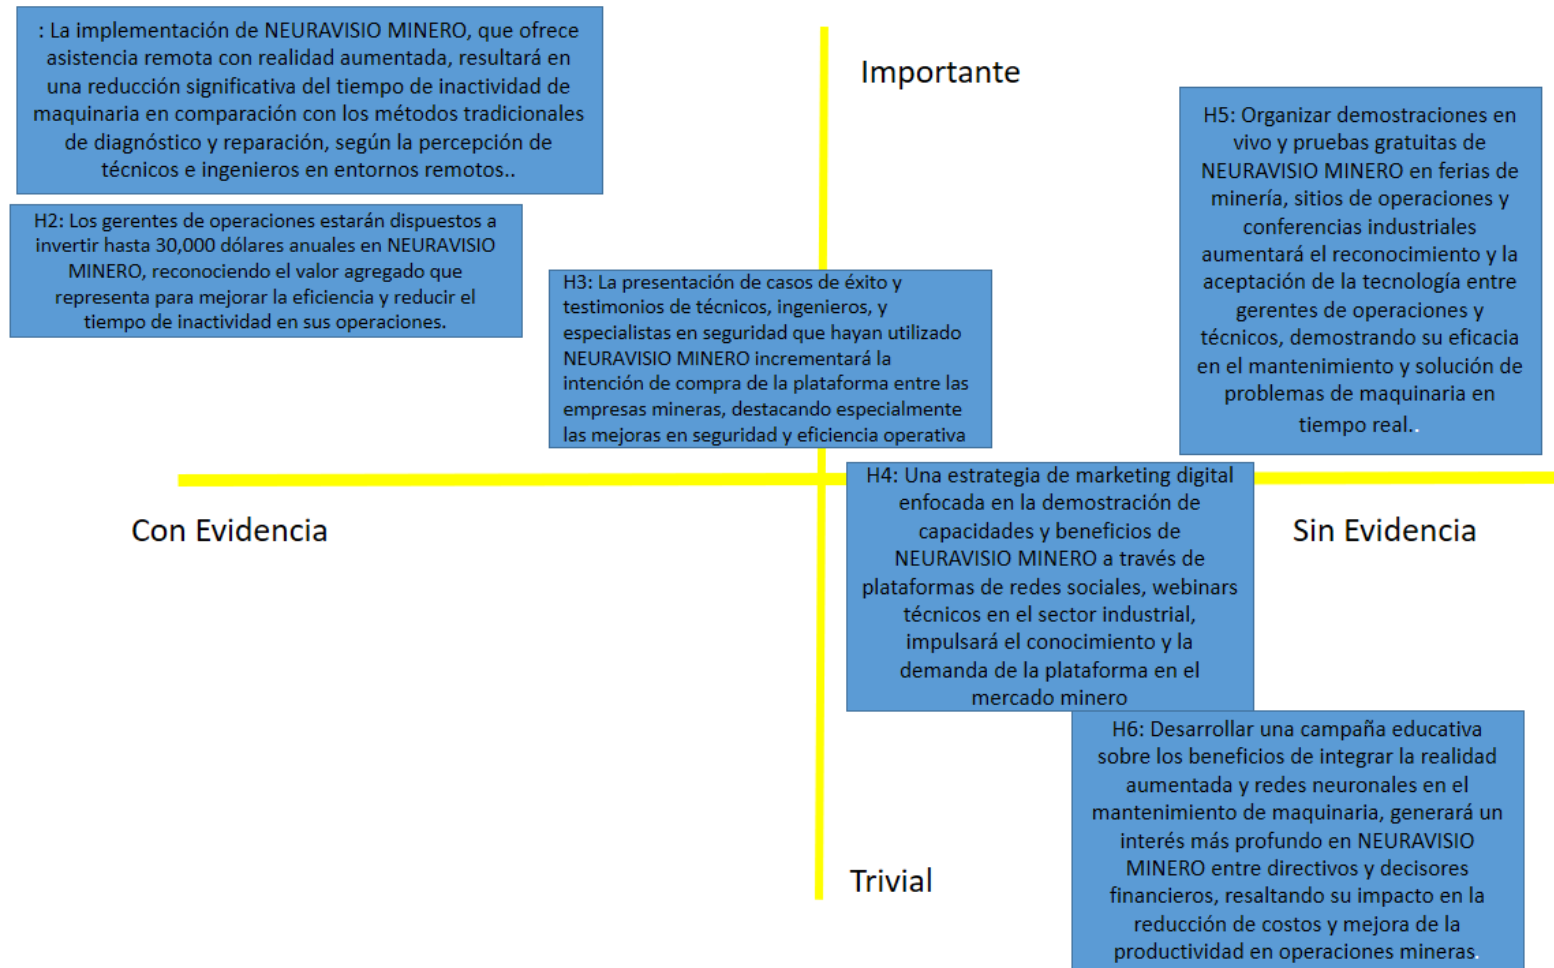 : La implementación de NEURAVISIO MINERO, que ofrece
asistencia remota con realidad aumentada, resultará en
una reducción significativa del tiempo de inactividad de
maquinaria en comparación con los métodos tradicionales
de diagnóstico y reparación, según la percepción de
técnicos e ingenieros en entornos remotos..
H2: Los gerentes de operaciones estarán dispuestos a
invertir hasta 30,000 dólares anuales en NEURAVISIO
MINERO, reconociendo el valor agregado que
representa para mejorar la eficiencia y reducir el
tiempo de inactividad en sus operaciones.
Importante
H3: La presentación de casos de éxito y
testimonios de técnicos, ingenieros, y
especialistas en seguridad que hayan utilizado
NEURAVISIO MINERO incrementará la
intención de compra de la plataforma entre las
empresas mineras, destacando especialmente
las mejoras en seguridad y eficiencia operativa
H5: Organizar demostraciones en
vivo y pruebas gratuitas de
NEURAVISIO MINERO en ferias de
minería, sitios de operaciones y
conferencias industriales
aumentará el reconocimiento y la
aceptación de la tecnología entre
gerentes de operaciones y
técnicos, demostrando su eficacia
en el mantenimiento y solución de
problemas de maquinaria en
tiempo real..
Con Evidencia
H4: Una estrategia de marketing digital
enfocada en la demostración de
capacidades y beneficios de
NEURAVISIO MINERO a través de
plataformas de redes sociales, webinars
técnicos en el sector industrial,
impulsará el conocimiento y la
demanda de la plataforma en el
mercado minero
Sin Evidencia
H6: Desarrollar una campaña educativa
sobre los beneficios de integrar la realidad
aumentada y redes neuronales en el
mantenimiento de maquinaria, generará un
interés más profundo en NEURAVISIO
MINERO entre directivos y decisores
financieros, resaltando su impacto en la
reducción de costos y mejora de la
productividad en operaciones mineras.
Trivial